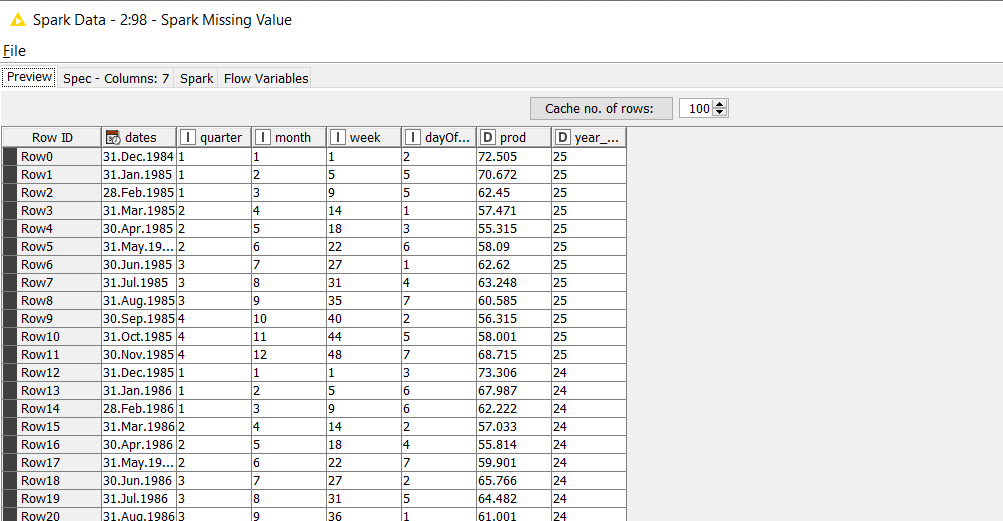 Spark Data - 2:98 - Spark Missing Value
File
Preview Spec - Columns: 7 Spark Flow Variables
Cache no. of rows: 100
Row ID dates I quarter I month I week I dayOf... D prod D year_...
Row0 31.Dec.1984 1 1 1 2 72.505 25
Row1 31.Jan.1985 1 2 5 5 70.672 25
Row2 28.Feb.1985 1 3 9 5 62.45 25
Row3 31.Mar.1985 2 4 14 1 57.471 25
Row4 30.Apr.1985 2 5 18 3 55.315 25
Row5 31.May.19... 2 6 22 6 58.09 25
Row6 30.Jun.1985 3 7 27 1 62.62 25
Row7 31.Jul.1985 3 8 31 4 63.248 25
Row8 31.Aug.1985 3 9 35 7 60.585 25
Row9 30.Sep.1985 4 10 40 2 56.315 25
Row10 31.Oct.1985 4 11 44 5 58.001 25
Row11 30.Nov.1985 4 12 48 7 68.715 25
Row12 31.Dec.1985 1 1 1 3 73.306 24
Row13 31.Jan.1986 1 2 5 6 67.987 24
Row14 28.Feb.1986 1 3 9 6 62.222 24
Row15 31.Mar.1986 2 4 14 2 57.033 24
Row16 30.Apr.1986 2 5 18 4 55.814 24
Row17 31.May.19... 2 6 22 7 59.901 24
Row18 30.Jun.1986 3 7 27 2 65.766 24
Row19 31.Jul.1986 3 8 31 5 64.482 24
Row20 31.Aug.1986 3 9 36 1 61.001 24